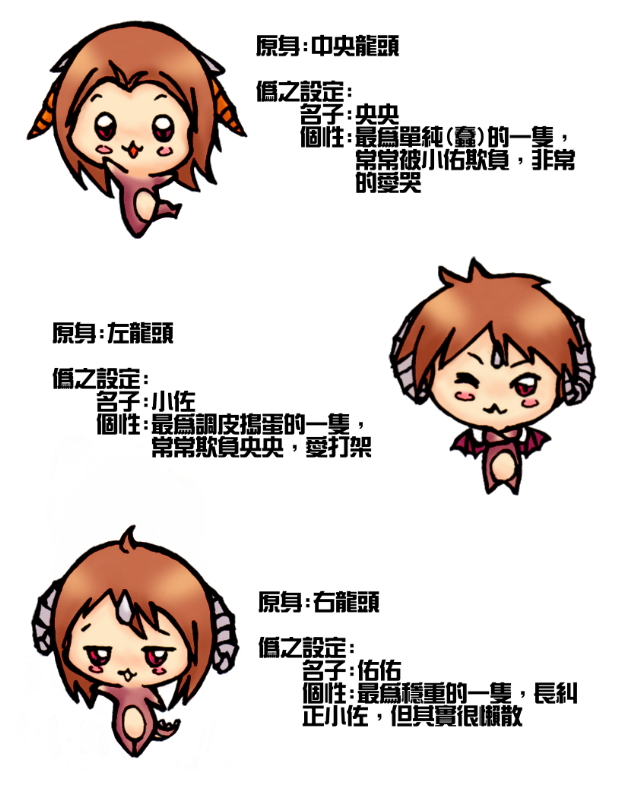 原身:中央龍頭
僞之設定:
名子:央央
個性:最爲單純(蠢)的一隻，
常常被小佑欺負，非常
的愛哭
原身:左龍頭
僞之設定:
名子:小佐
個性:最爲調皮搗蛋的一隻，
常常欺負央央，愛打架
原身:右龍頭
僞之設定:
名子:佑佑
個性:最爲穩重的一隻，長糾
正小佐，但其實很懶散